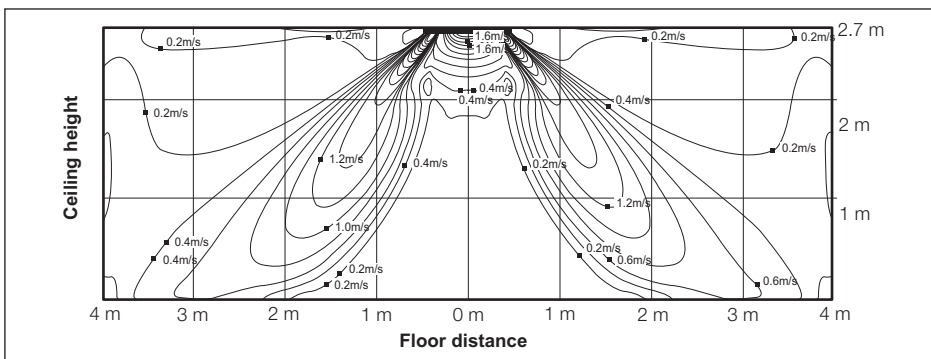 0.2m/s 0.2m/s 1.6m/s 0.2m/s 0.2m/s 2.7 m
1.6m/s
0.4m/s
0.4m/s 0.4m/s
0.2m/s
2 m
1.2m/s 0.4m/s 0.2m/s 0.2m/s
Ceiling height
1.2m/s 1 m
1.0m/s
0.4m/s 0.2m/s
0.4m/s 0.6m/s
0.2m/s 0.6m/s
0.2m/s
4 m 3 m 2 m 1 m 0 m 1 m 2 m 3 m 4 m
Floor distance